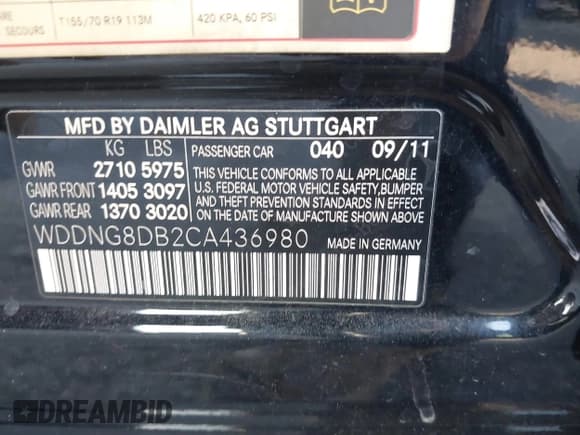 RE
SECOURS T155/70 R19 113M 420 KPA, 60 PSI
MFD BY DAIMLER AG STUTTGART
KG LBS PASSENGER CAR 040 09/11
GVWR 2710 5975
GAWR FRONT 1405 3097
GAWR REAR 1370 3020
THIS VEHICLE CONFORMS TO ALL APPLICABLE
U.S. FEDERAL MOTOR VEHICLE SAFETY,BUMPER
AND THEFT PREVENTION STANDARDS IN EFFECT
ON THE DATE OF MANUFACTURE SHOWN ABOVE.
WDDNG8DB2CA436980 MADE IN GERMANY
DREAMBID